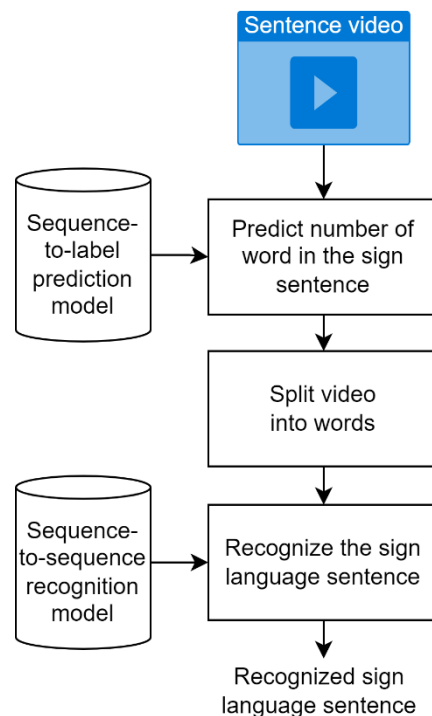 Sentence video
Sequence-
to-label
prediction
model
Predict number of
word in the sign
sentence
Split video
into words
Sequence-
to-sequence
recognition
model
Recognize the sign
language sentence
Recognized sign
language sentence